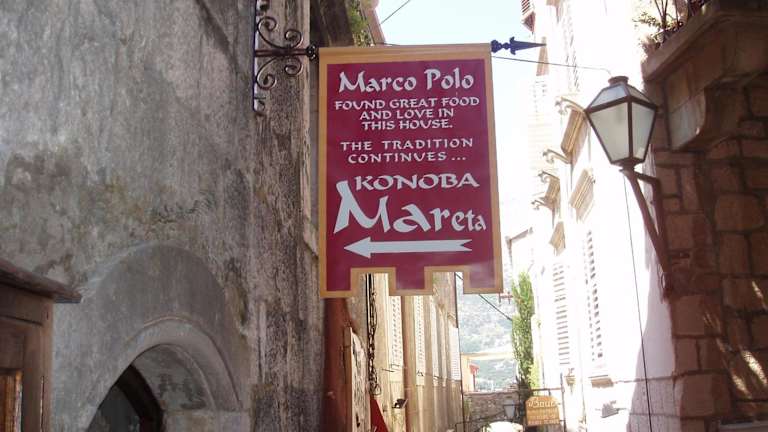 Marco Polo
FOUND GREAT FOOD
AND LOVE IN
THIS HOUSE.
THE TRADITION
CONTINUES ...
KONOBA
Mareta